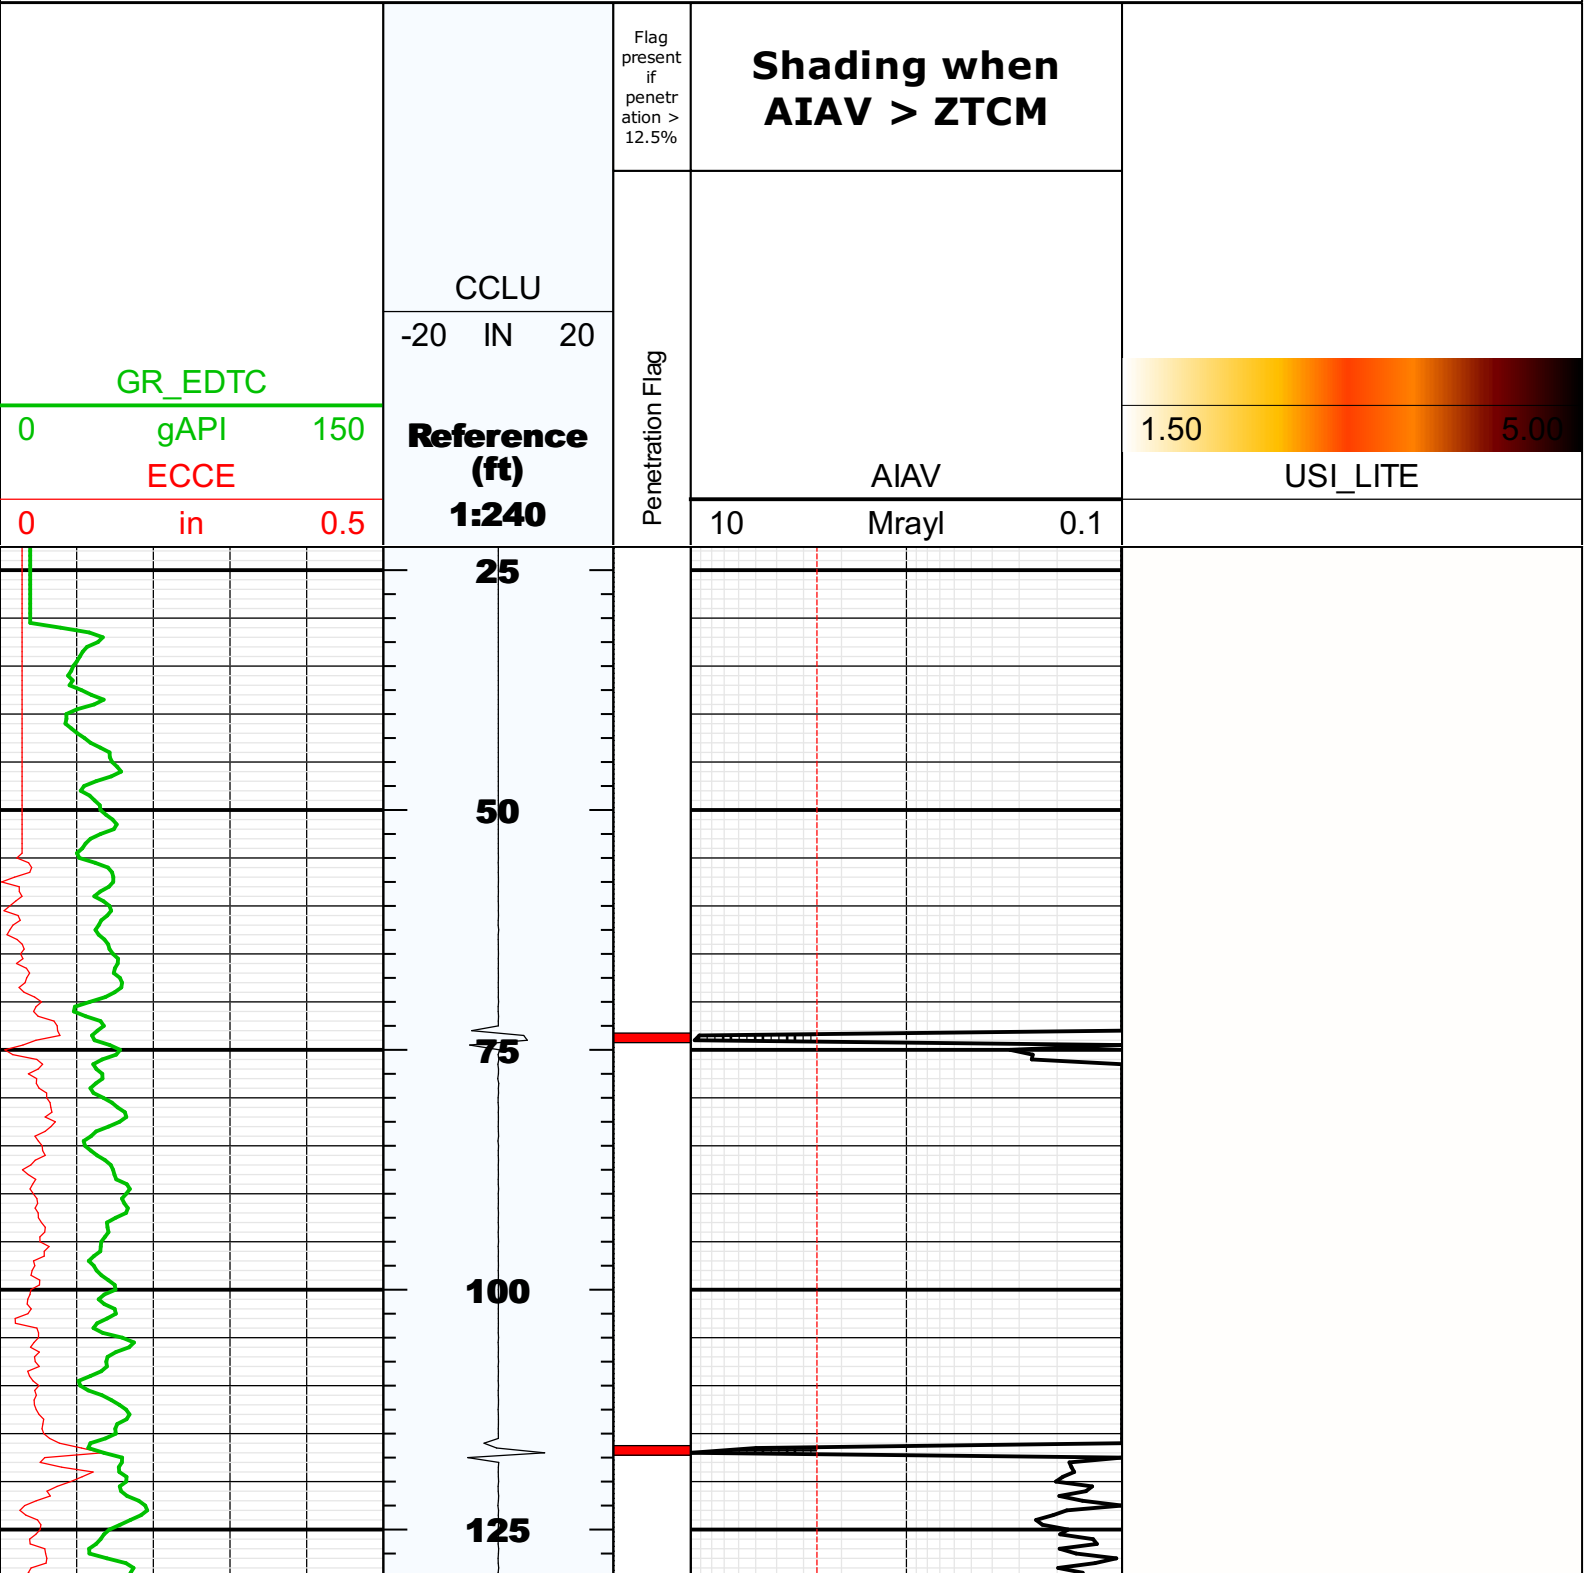 Flag
present
if
penetr
ation >
12.5%
Shading when
AIAV > ZTCM
CCLU
-20 IN 20
GR_EDTC
0 gAPI 150
ECCE
0 in 0.5
Reference
(ft)
1:240
Penetration Flag
AIAV
10 Mrayl 0.1
1.50 5.00
USI_LITE
25
50
75
100
125